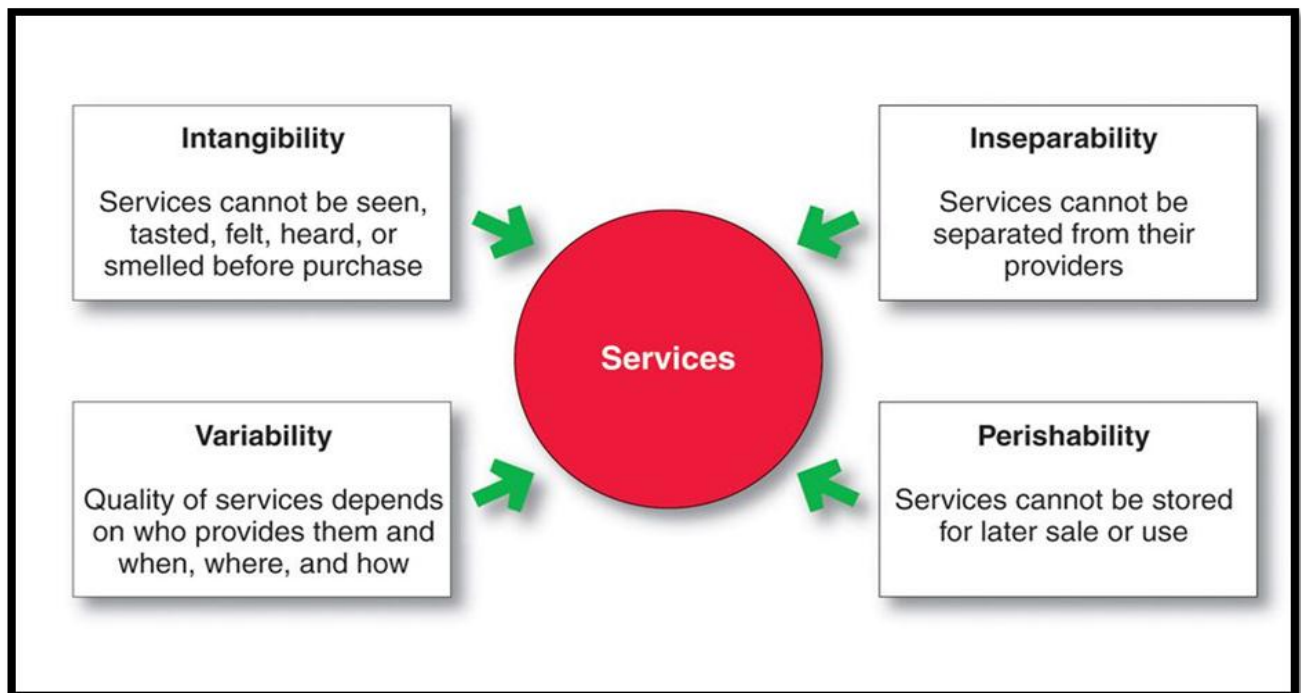 Intangibility
Services cannot be seen,
tasted, felt, heard, or
smelled before purchase
Inseparability
Services cannot be
separated from their
providers
Services
Variability
Quality of services depends
on who provides them and
when, where, and how
Perishability
Services cannot be stored
for later sale or use